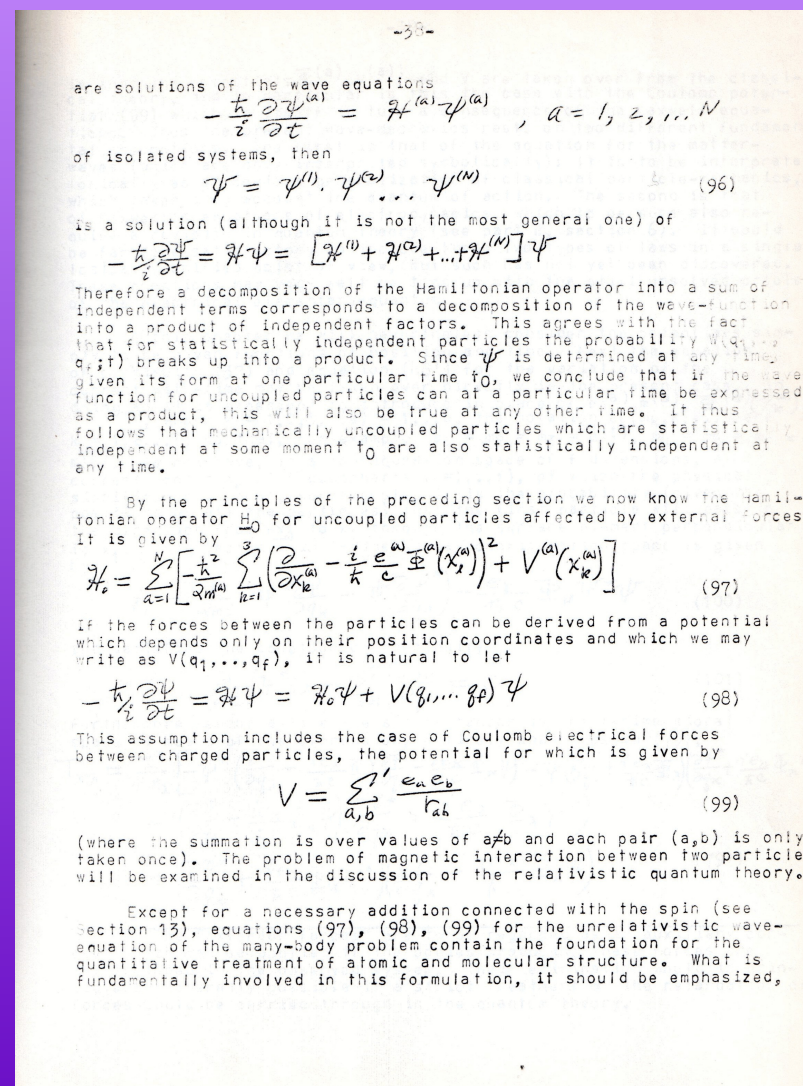 -38-
are solutions of the wave equations
- ħ/i ∂ψ^(a)/∂t = ℋ^(a) ψ^(a) , a = 1, 2, ... N
of isolated systems, then
ψ = ψ^(1). ψ^(2) ... ψ^(N) (96)
is a solution (although it is not the most general one) of
- ħ/i ∂ψ/∂t = ℋψ = [ℋ^(1) + ℋ^(2) + ... + ℋ^(N)] ψ
Therefore a decomposition of the Hamiltonian operator into a sum of
independent terms corresponds to a decomposition of the wave-function
into a product of independent factors. This agrees with the fact
that for statistically independent particles the probability W(q₁..,
q_f;t) breaks up into a product. Since ψ is determined at any time,
given its form at one particular time t₀, we conclude that if the wave
function for uncoupled particles can at a particular time be expressed
as a product, this will also be true at any other time. It thus
follows that mechanically uncoupled particles which are statistica
independent at some moment t₀ are also statistically independent at
any time.
By the principles of the preceding section we now know the Hamil-
tonian operator H₀ for uncoupled particles affected by external forces
It is given by
ℋ₀ = Σ_{a=1}^{N} [ -ħ²/2m^(a) Σ_{k=1}^{3} (∂/∂x_k^(a) - i/ħ e^(a)/c Φ^(a)(x_k^(a)))² + V^(a)(x_k^(a)) ] (97)
If the forces between the particles can be derived from a potential
which depends only on their position coordinates and which we may
write as V(q₁,..,q_f), it is natural to let
- ħ/i ∂ψ/∂t = ℋψ = ℋ₀ψ + V(q₁,... q_f) ψ (98)
This assumption includes the case of Coulomb electrical forces
between charged particles, the potential for which is given by
V = Σ'_{a,b} e_a e_b / r_ab (99)
(where the summation is over values of a≠b and each pair (a,b) is only
taken once). The problem of magnetic interaction between two particle
will be examined in the discussion of the relativistic quantum theory.
Except for a necessary addition connected with the spin (see
Section 13), equations (97), (98), (99) for the unrelativistic wave-
equation of the many-body problem contain the foundation for the
quantitative treatment of atomic and molecular structure. What is
fundamentally involved in this formulation, it should be emphasized,